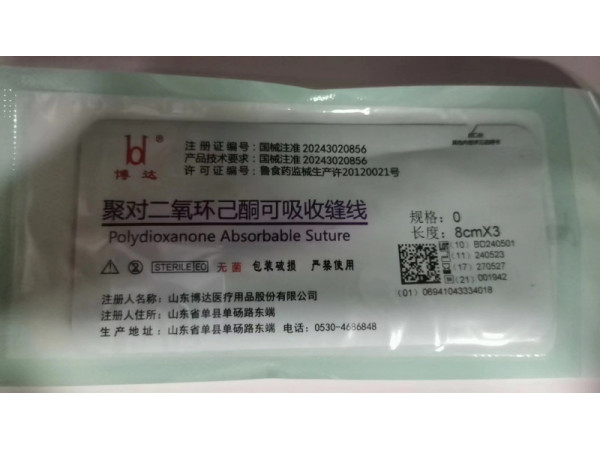 bd®
博达
注册证编号：国械注准 20243020856
产品技术要求：国械注准 20243020856
许可证编号：鲁食药监械生产许20120021号
聚对二氧环己酮可吸收缝线
Polydioxanone Absorbable Suture
STERILE EO 无菌 包装破损 严禁使用
注册人名称：山东博达医疗用品股份有限公司
注册人住所：山东省单县单砀路东端
生产地址：山东省单县单砀路东端 电话：0530-4686848
规格：0
长度：8cmX3
(10) BD240501
(11) 240523
(17) 270527
(21) 001942
(01) 06941043334018